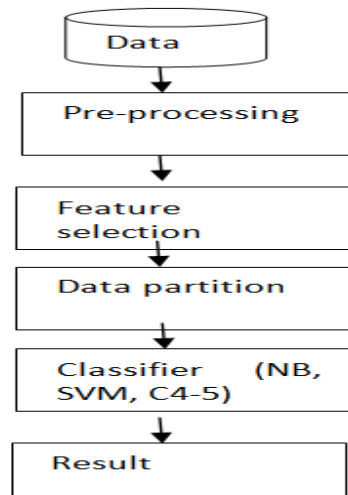 Data
Pre-processing
Feature
selection
Data partition
Classifier (NB,
SVM, C4-5)
Result